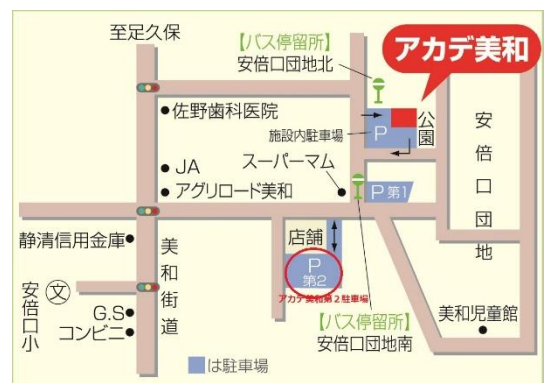 至足久保
【バス停留所】
安倍口団地北
アカデ美和
佐野歯科医院
施設内駐車場
P
公園
安倍口団地
JA
スーパーマム
アグリロード美和
P第1
静清信用金庫
美和街道
店舗
P
第2
アカデ美和第2駐車場
安倍口小
文
G.S
コンビニ
【バス停留所】
安倍口団地南
美和児童館
は駐車場